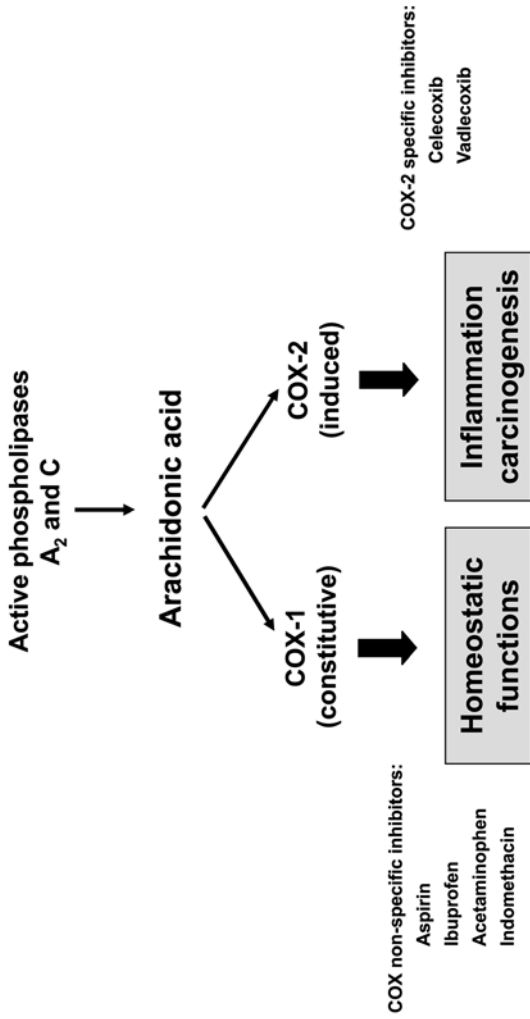 Active phospholipases
A₂ and C
Arachidonic acid
COX-1
(constitutive)
COX-2
(induced)
COX non-specific inhibitors:
Aspirin
Ibuprofen
Acetaminophen
Indomethacin
Homeostatic
functions
Inflammation
carcinogenesis
COX-2 specific inhibitors:
Celecoxib
Vadlecoxib